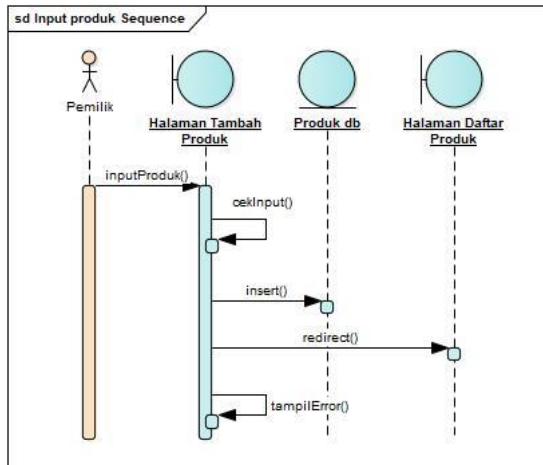 sd Input produk Sequence
Pemilik
Halaman Tambah
Produk
Produk db
Halaman Daftar
Produk
inputProduk()
cekInput()
insert()
redirect()
tampilError()